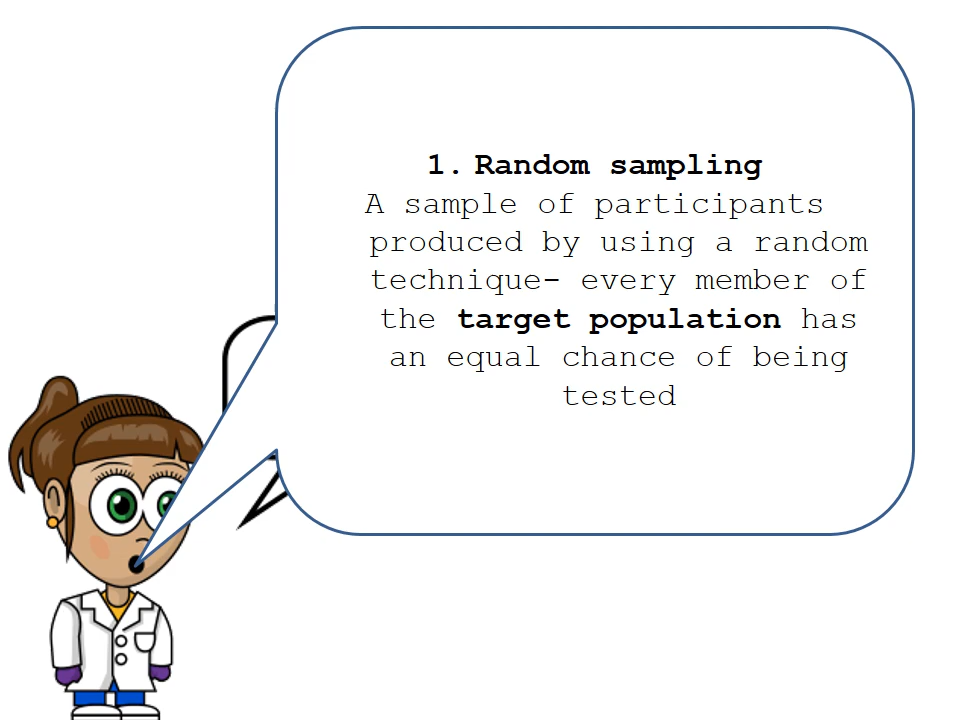 1. Random sampling
A sample of participants
produced by using a random
technique- every member of
the target population has
an equal chance of being
tested